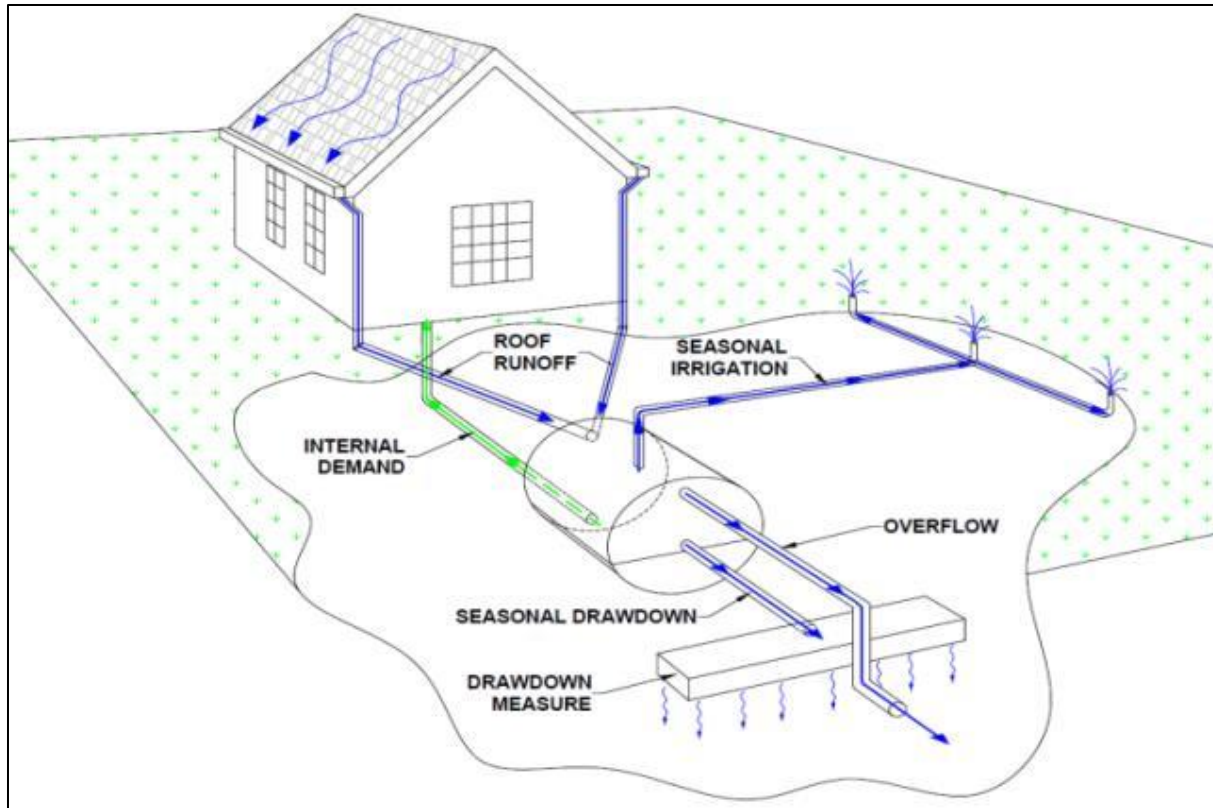 ROOF
RUNOFF
SEASONAL
IRRIGATION
INTERNAL
DEMAND
OVERFLOW
SEASONAL DRAWDOWN
DRAWDOWN
MEASURE